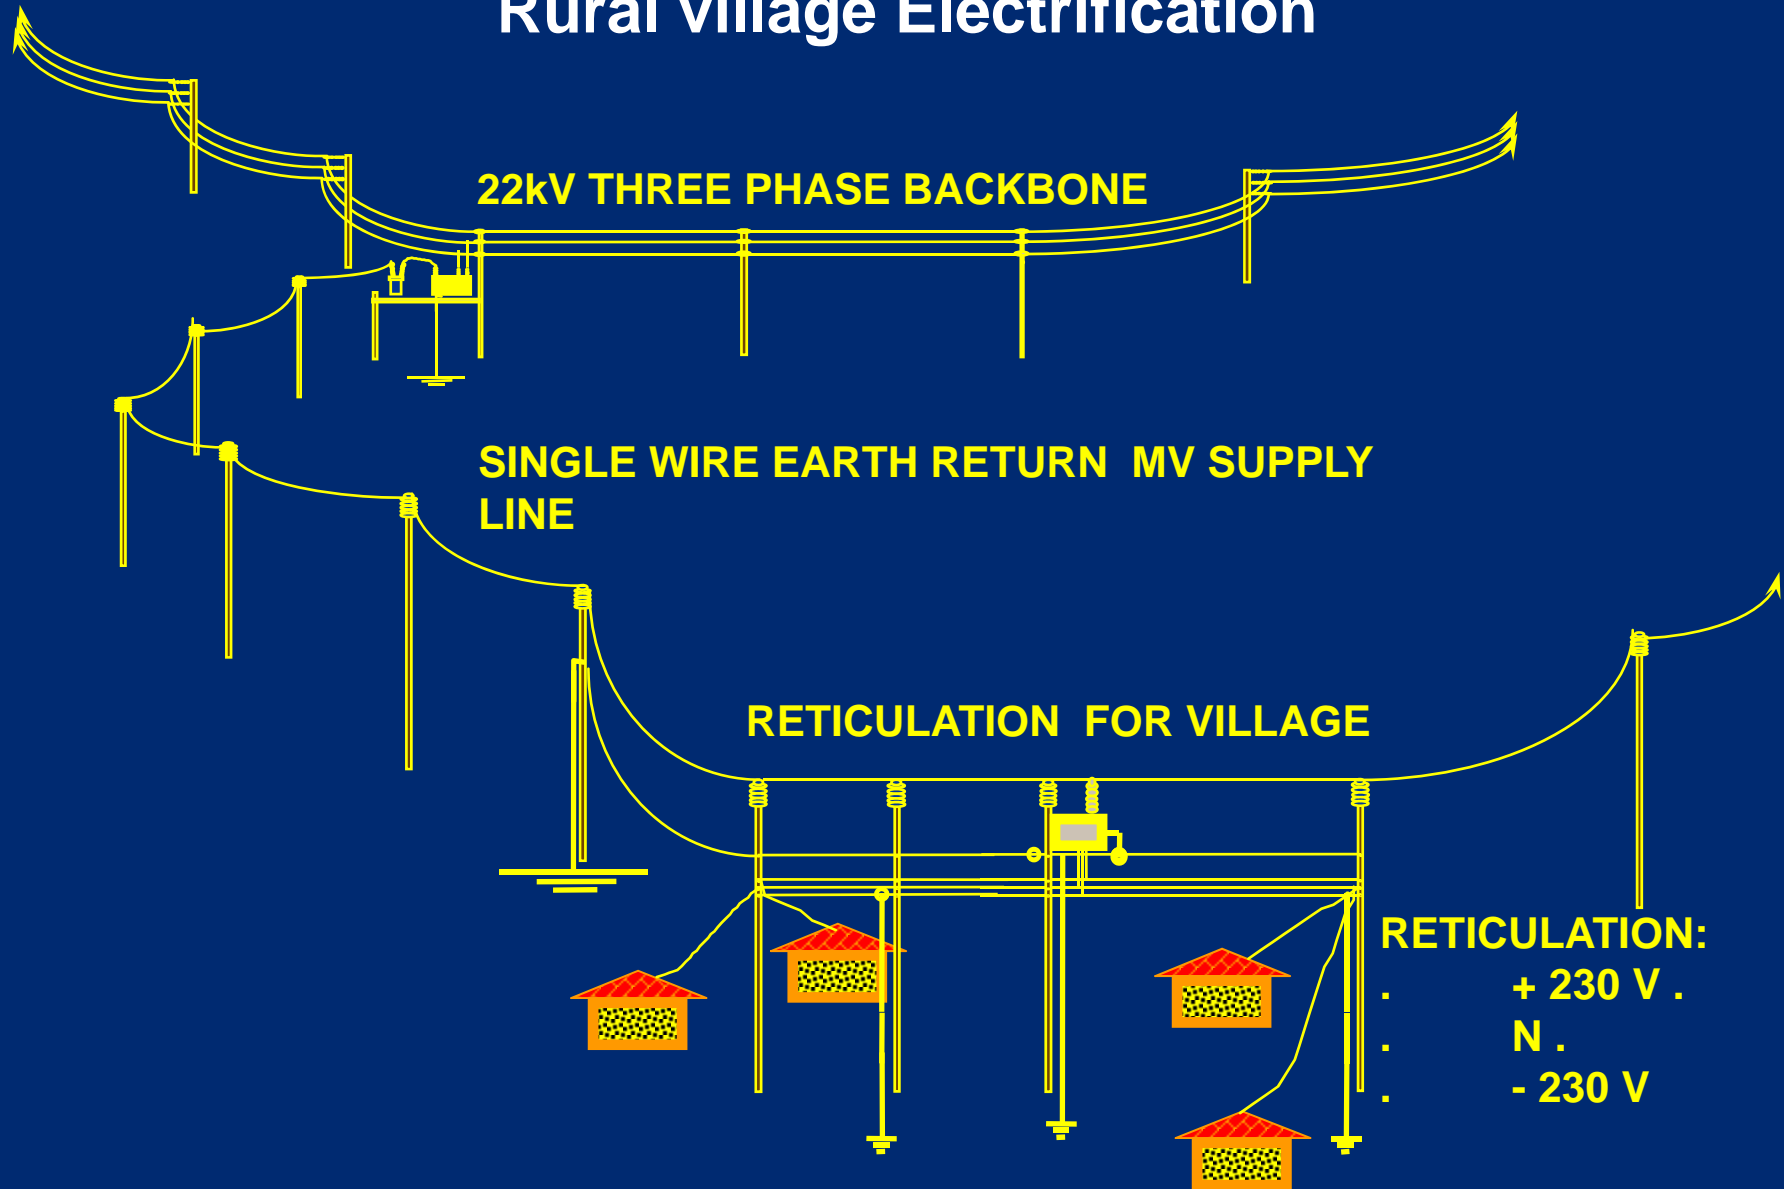 Rural Village Electrification
22kV THREE PHASE BACKBONE
SINGLE WIRE EARTH RETURN MV SUPPLY
LINE
RETICULATION FOR VILLAGE
RETICULATION:
. + 230 V .
. N .
. - 230 V